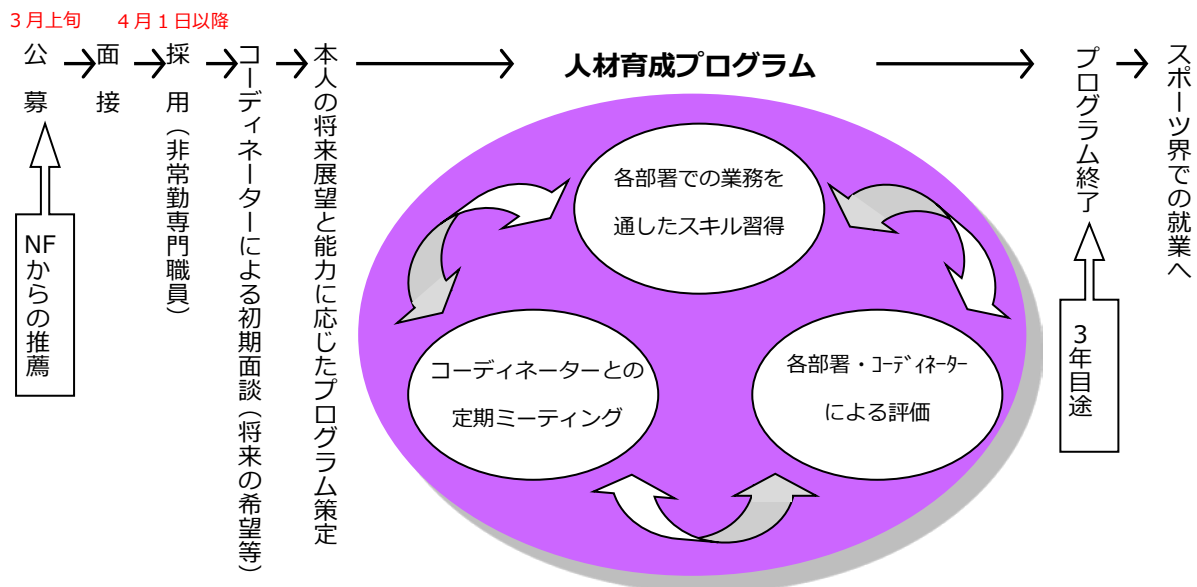 ３月上旬
４月１日以降
公募
面接
採用（非常勤専門職員）
コーディネーターによる初期面談（将来の希望等）
本人の将来展望と能力に応じたプログラム策定
人材育成プログラム
プログラム終了
スポーツ界での就業へ
NFからの推薦
各部署での業務を
通したスキル習得
コーディネーターとの
定期ミーティング
各部署・ｺｰﾃﾞｨﾈｰﾀｰ
による評価
3年目途